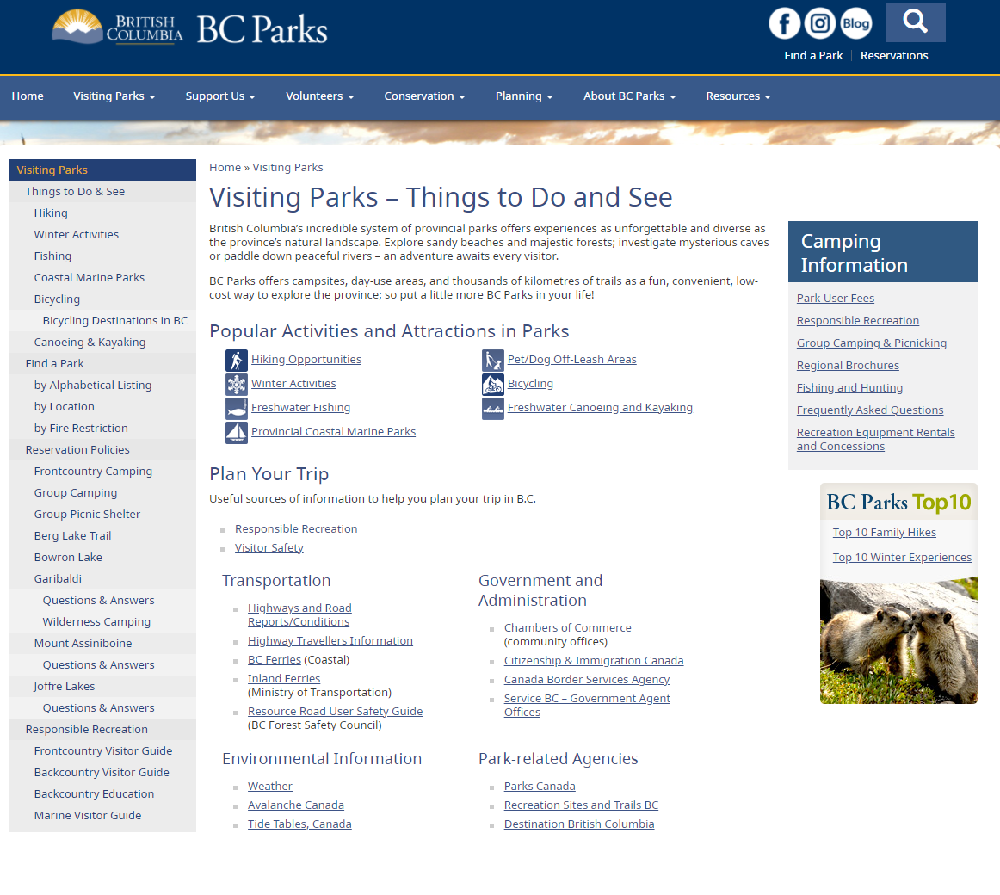 BRITISH
COLUMBIA
BC Parks
Blog
Find a Park
Reservations
Home
Visiting Parks
Support Us
Volunteers
Conservation
Planning
About BC Parks
Resources
Visiting Parks
Things to Do & See
Hiking
Winter Activities
Fishing
Coastal Marine Parks
Bicycling
Bicycling Destinations in BC
Canoeing & Kayaking
Find a Park
by Alphabetical Listing
by Location
by Fire Restriction
Reservation Policies
Frontcountry Camping
Group Camping
Group Picnic Shelter
Berg Lake Trail
Bowron Lake
Garibaldi
Questions & Answers
Wilderness Camping
Mount Assiniboine
Questions & Answers
Joffre Lakes
Questions & Answers
Responsible Recreation
Frontcountry Visitor Guide
Backcountry Visitor Guide
Backcountry Education
Marine Visitor Guide
Home » Visiting Parks
Visiting Parks – Things to Do and See
British Columbia’s incredible system of provincial parks offers experiences as unforgettable and diverse as
the province’s natural landscape. Explore sandy beaches and majestic forests; investigate mysterious caves
or paddle down peaceful rivers – an adventure awaits every visitor.
BC Parks offers campsites, day-use areas, and thousands of kilometres of trails as a fun, convenient, low-
cost way to explore the province; so put a little more BC Parks in your life!
Popular Activities and Attractions in Parks
Hiking Opportunities
Winter Activities
Freshwater Fishing
Provincial Coastal Marine Parks
Pet/Dog Off-Leash Areas
Bicycling
Freshwater Canoeing and Kayaking
Plan Your Trip
Useful sources of information to help you plan your trip in B.C.
Responsible Recreation
Visitor Safety
Transportation
Highways and Road
Reports/Conditions
Highway Travellers Information
BC Ferries (Coastal)
Inland Ferries
(Ministry of Transportation)
Resource Road User Safety Guide
(BC Forest Safety Council)
Government and
Administration
Chambers of Commerce
(community offices)
Citizenship & Immigration Canada
Canada Border Services Agency
Service BC – Government Agent
Offices
Environmental Information
Weather
Avalanche Canada
Tide Tables, Canada
Park-related Agencies
Parks Canada
Recreation Sites and Trails BC
Destination British Columbia
Camping
Information
Park User Fees
Responsible Recreation
Group Camping & Picnicking
Regional Brochures
Fishing and Hunting
Frequently Asked Questions
Recreation Equipment Rentals
and Concessions
BC Parks Top10
Top 10 Family Hikes
Top 10 Winter Experiences